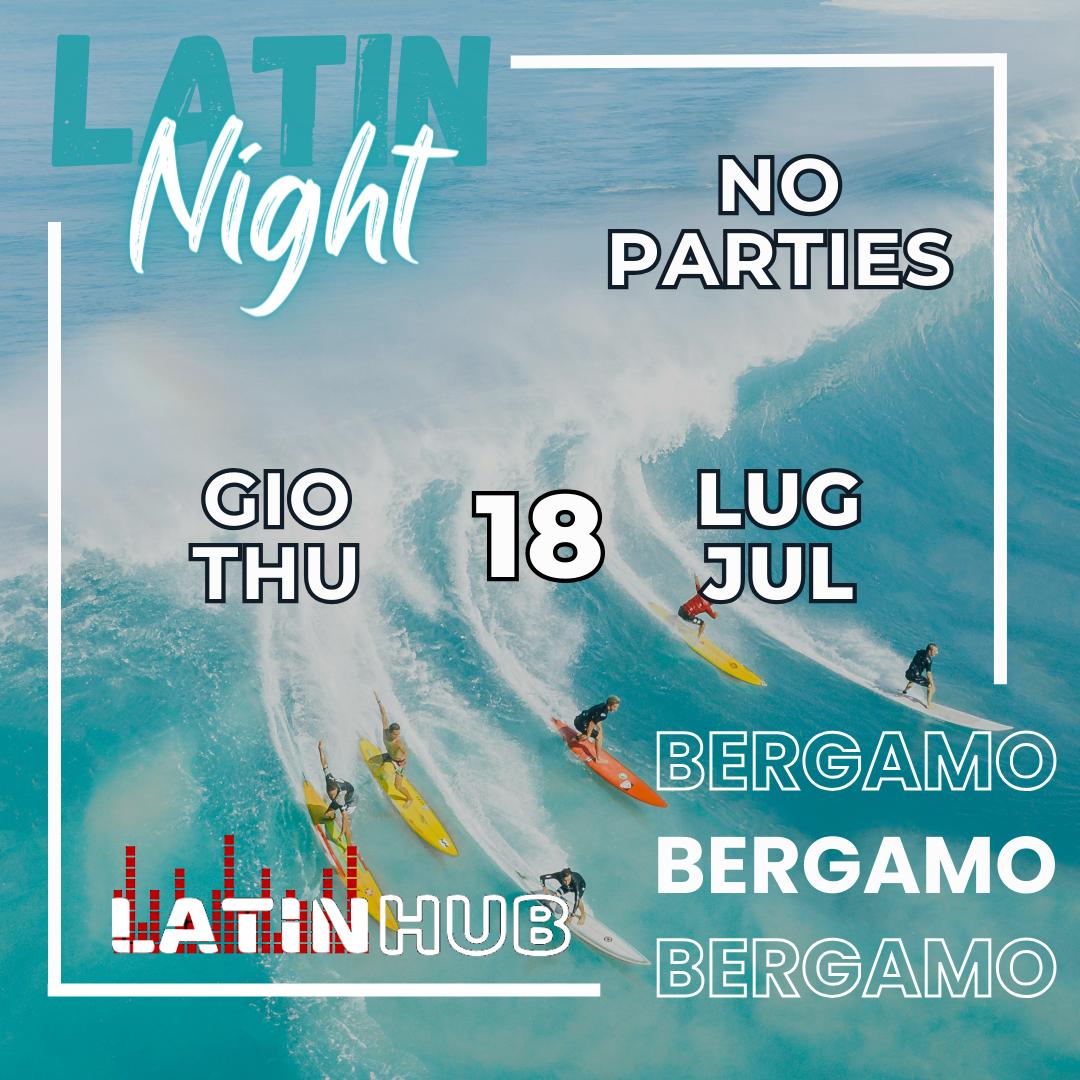 LATIN
Night
NO
PARTIES
GIO
THU
18
LUG
JUL
BERGAMO
BERGAMO
BERGAMO
LATINHUB